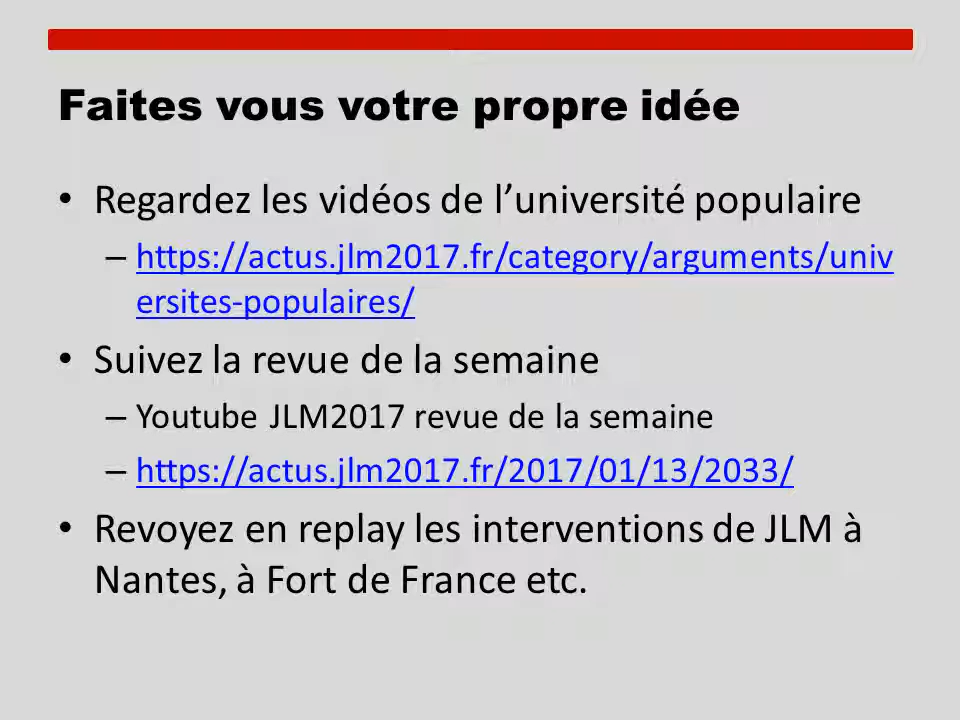 Faites vous votre propre idée
• Regardez les vidéos de l’université populaire
– https://actus.jlm2017.fr/category/arguments/univ
ersites-populaires/
• Suivez la revue de la semaine
– Youtube JLM2017 revue de la semaine
– https://actus.jlm2017.fr/2017/01/13/2033/
• Revoyez en replay les interventions de JLM à
Nantes, à Fort de France etc.